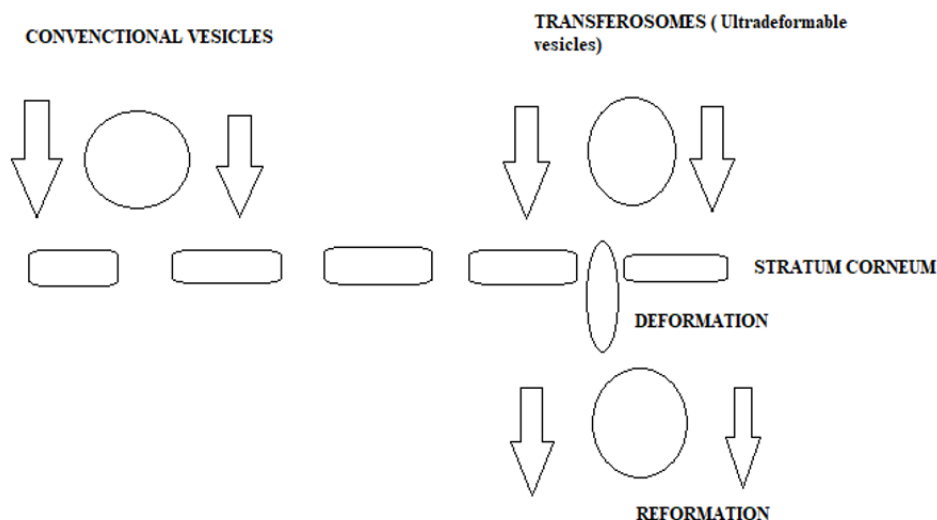 CONVENCTIONAL VESICLES
TRANSFEROSOMES ( Ultradeformable
vesicles)
STRATUM CORNEUM
DEFORMATION
REFORMATION